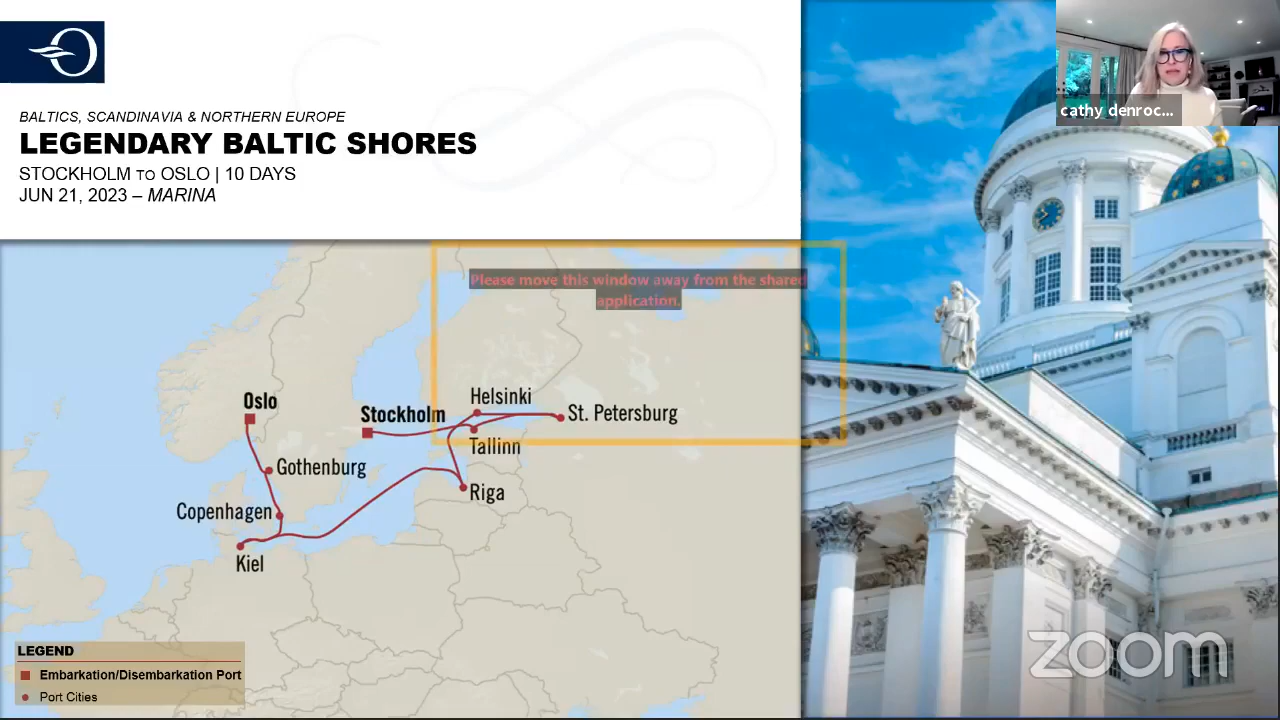 BALTICS, SCANDINAVIA & NORTHERN EUROPE
LEGENDARY BALTIC SHORES
STOCKHOLM TO OSLO | 10 DAYS
JUN 21, 2023 – MARINA
cathy denroc...
Please move this window away from the shared
application.
Oslo
Stockholm
Helsinki
St. Petersburg
Tallinn
Gothenburg
Riga
Copenhagen
Kiel
LEGEND
Embarkation/Disembarkation Port
Port Cities
zoom